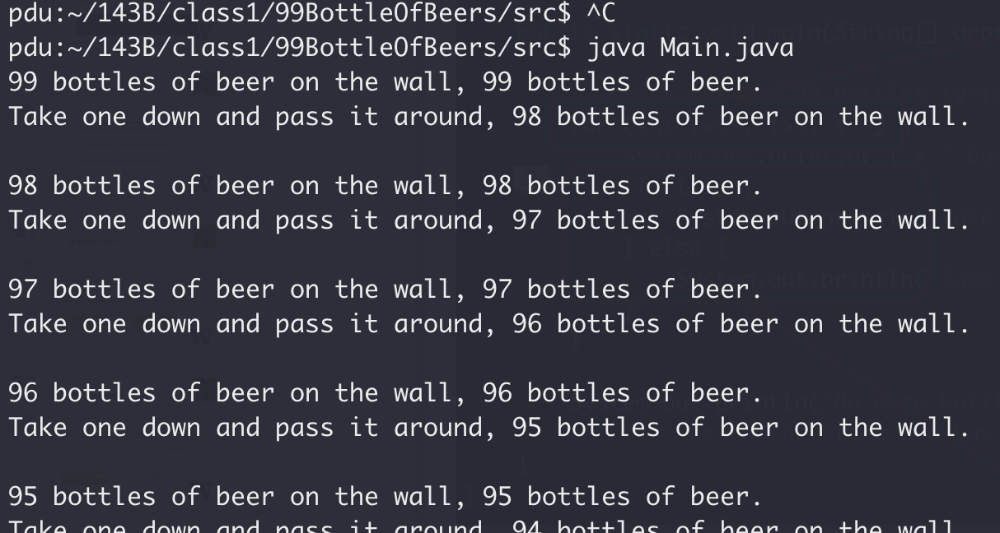 pdu:~/143B/class1/99BottleOfBeers/src$ ^C
pdu:~/143B/class1/99BottleOfBeers/src$ java Main.java
99 bottles of beer on the wall, 99 bottles of beer.
Take one down and pass it around, 98 bottles of beer on the wall.
98 bottles of beer on the wall, 98 bottles of beer.
Take one down and pass it around, 97 bottles of beer on the wall.
97 bottles of beer on the wall, 97 bottles of beer.
Take one down and pass it around, 96 bottles of beer on the wall.
96 bottles of beer on the wall, 96 bottles of beer.
Take one down and pass it around, 95 bottles of beer on the wall.
95 bottles of beer on the wall, 95 bottles of beer.
Take one down and pass it around, 94 bottles of beer on the wall.